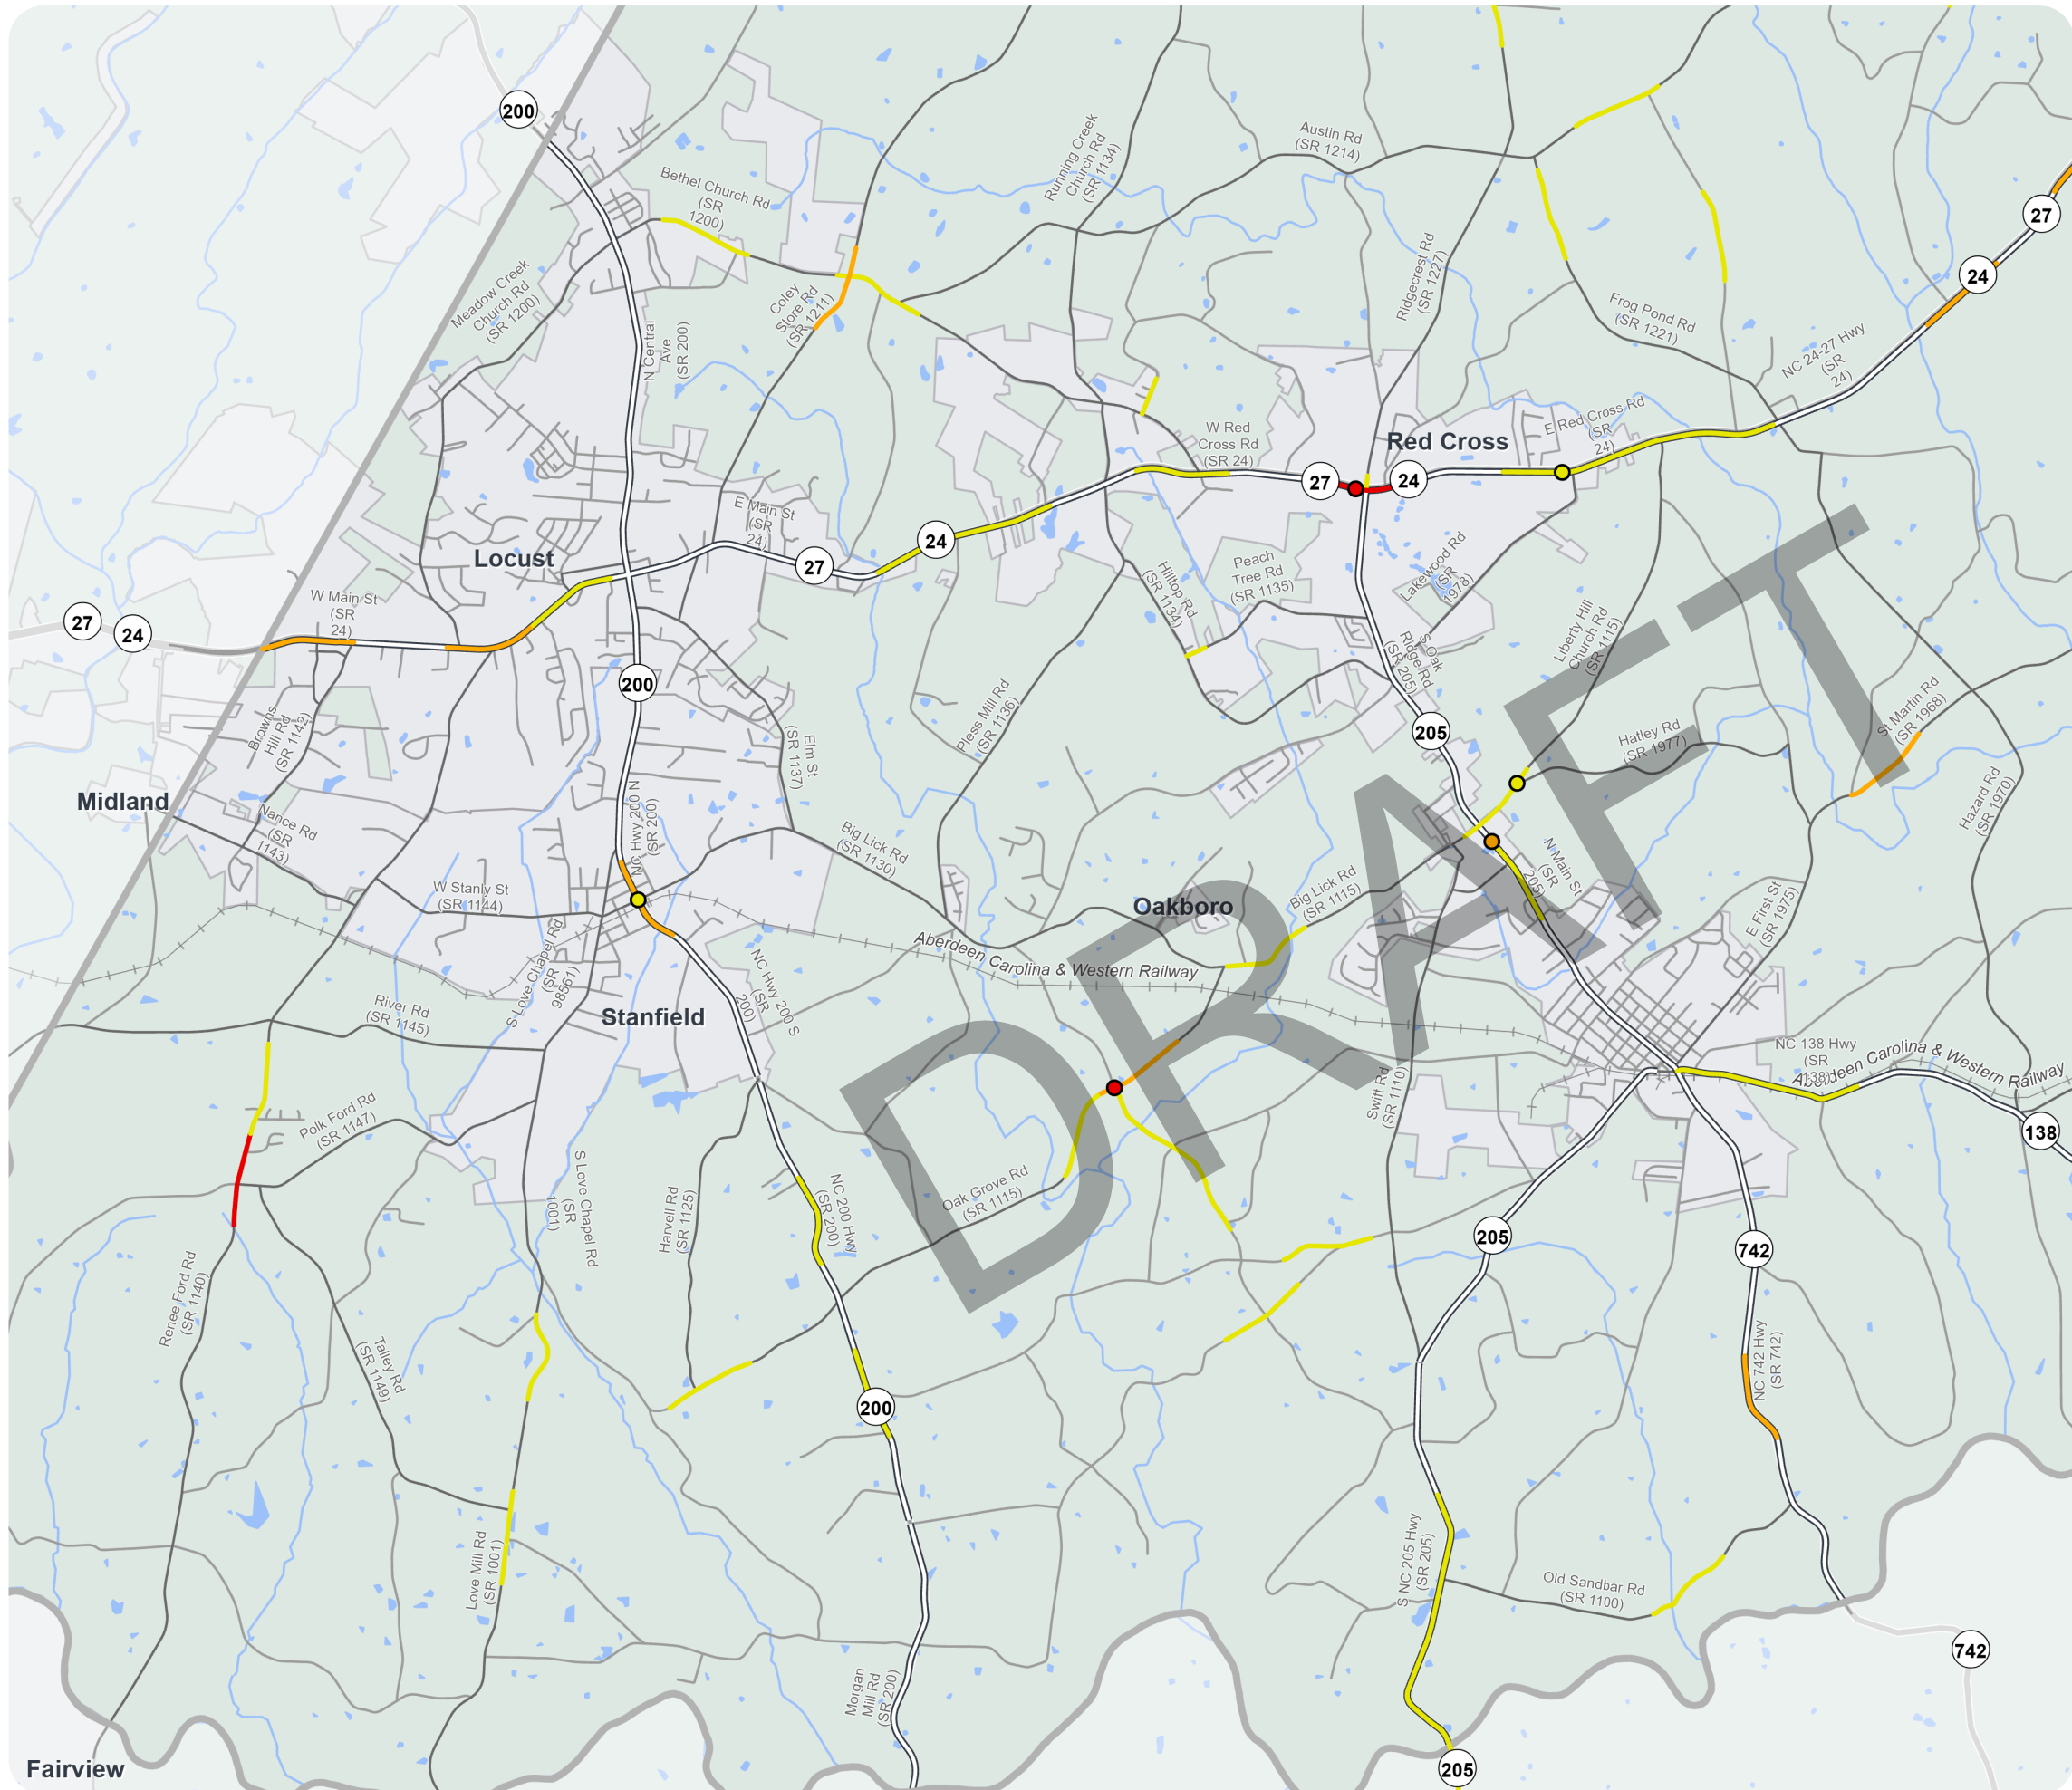 200
Running Creek
Church Rd
(SR 1134)
Austin Rd
(SR 1214)
Bethel Church Rd
(SR
1200)
27
24
Meadow Creek
Church Rd
(SR 1200)
Coley
Store Rd
(SR 1211)
Ridgecrest Rd
(SR 1227)
Frog Pond Rd
(SR 1221)
N Central
Ave
(SR 200)
NC 24-27 Hwy
(SR
24)
W Red
Cross Rd
(SR 24)
Red Cross
E Red Cross Rd
(SR
24)
27
24
E Main St
(SR
24)
24
27
Locust
Hilltop Rd
(SR 1134)
Peach
Tree Rd
(SR 1135)
Lakewood Rd
(SR
1978)
W Main St
(SR
24)
27
24
Liberty Hill
Church Rd
(SR 1115)
S Oak
Ridge Rd
(SR 205)
200
Browns
Hill Rd
(SR 1142)
Elm St
(SR 1137)
Pless Mill Rd
(SR 1136)
205
Hatley Rd
(SR 1977)
St Martin Rd
(SR 1968)
Hazard Rd
(SR 1970)
Midland
Nance Rd
(SR
1143)
NC Hwy 200 N
(SR 200)
Big Lick Rd
(SR 1130)
N Main St
(SR
205)
W Stanly St
(SR 1144)
Oakboro
Big Lick Rd
(SR 1115)
E First St
(SR 1975)
Aberdeen Carolina & Western Railway
S Love Chapel Rd
(SR
98561)
NC Hwy 200 S
(SR
200)
River Rd
(SR 1145)
Stanfield
DRAFT
NC 138 Hwy
(SR
138)
Aberdeen Carolina & Western Railway
Swift Rd
(SR 1110)
Polk Ford Rd
(SR 1147)
138
S Love Chapel Rd
(SR
1001)
Harvell Rd
(SR 1125)
NC 200 Hwy
(SR 200)
Oak Grove Rd
(SR 1115)
205
742
Renee Ford Rd
(SR 1140)
Talley Rd
(SR 1149)
NC 742 Hwy
(SR 742)
200
Love Mill Rd
(SR 1001)
S NC 205 Hwy
(SR 205)
Old Sandbar Rd
(SR 1100)
742
Morgan
Mill Rd
(SR 200)
Fairview
205